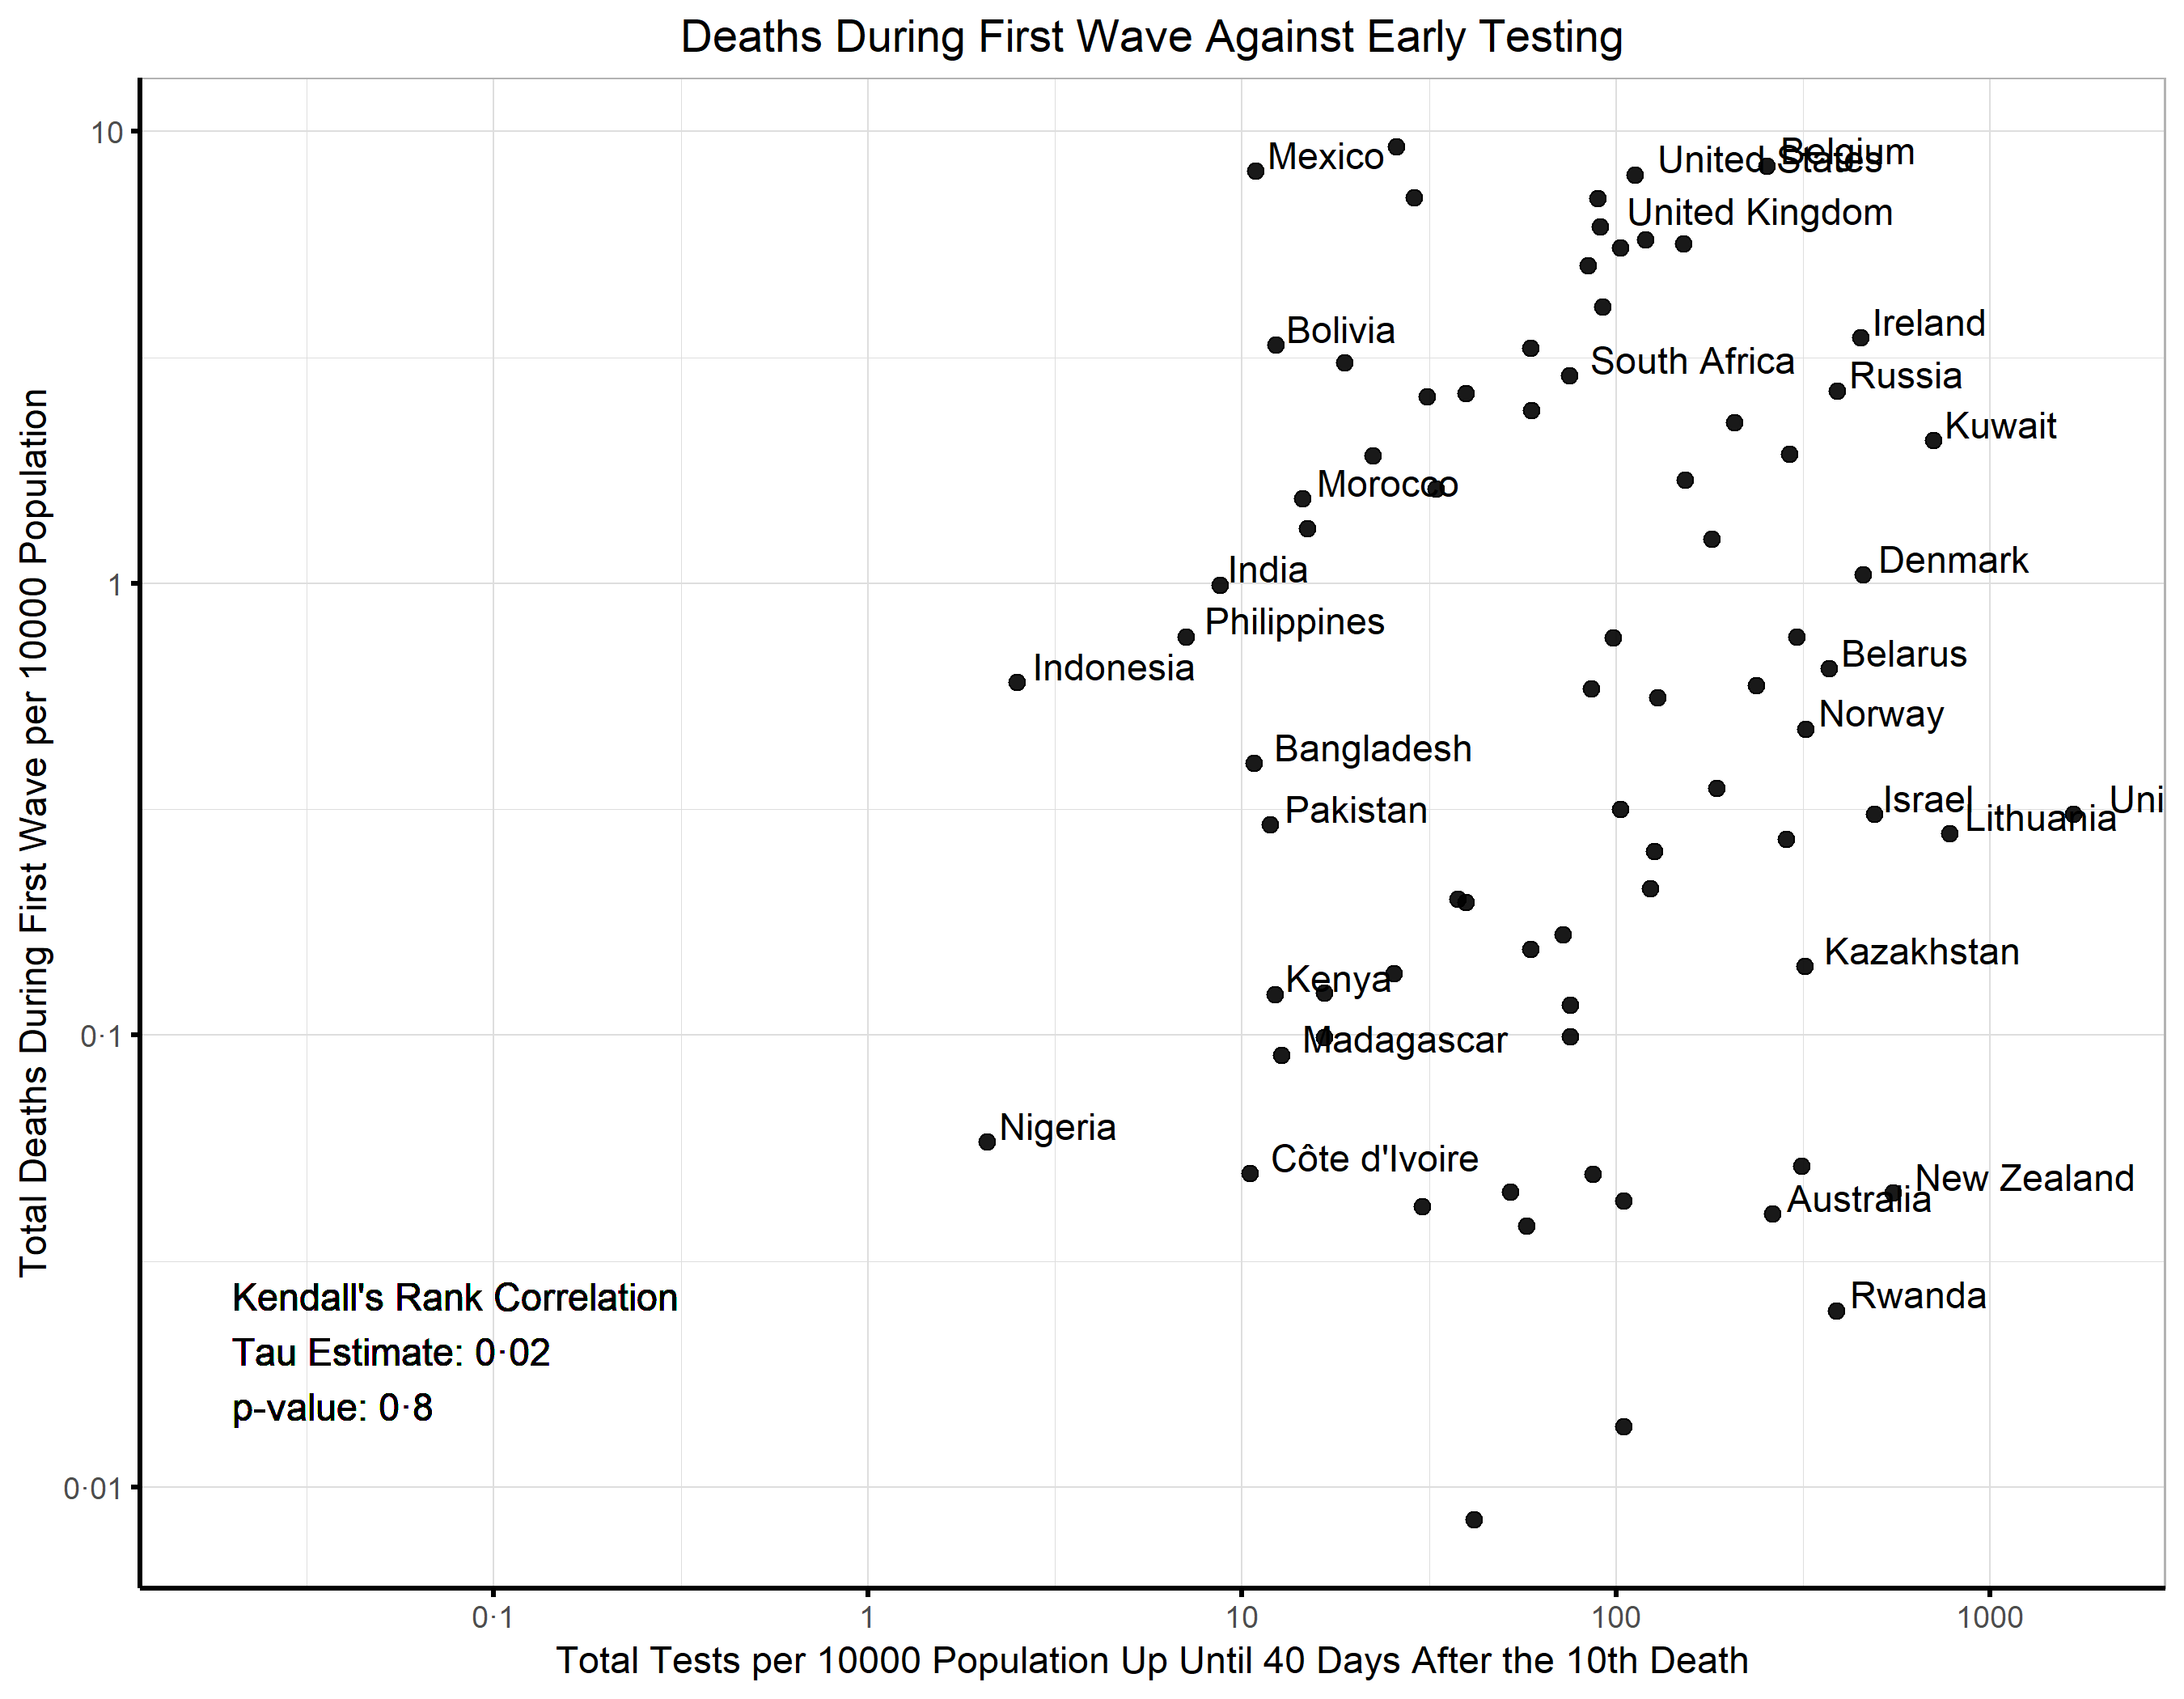 Deaths During First Wave Against Early Testing
10
Mexico
United States
Belgium
United Kingdom
Bolivia
Ireland
South Africa
Russia
Kuwait
Morocco
India
1
Denmark
Philippines
Indonesia
Belarus
Norway
Bangladesh
Pakistan
Israel
Uni
Lithuania
Kazakhstan
Kenya
0·1
Madagascar
Nigeria
Côte d'Ivoire
New Zealand
Australia
Rwanda
Kendall's Rank Correlation
Tau Estimate: 0·02
p-value: 0·8
0·01
0·1 1 10 100 1000
Total Tests per 10000 Population Up Until 40 Days After the 10th Death
Total Deaths During First Wave per 10000 Population